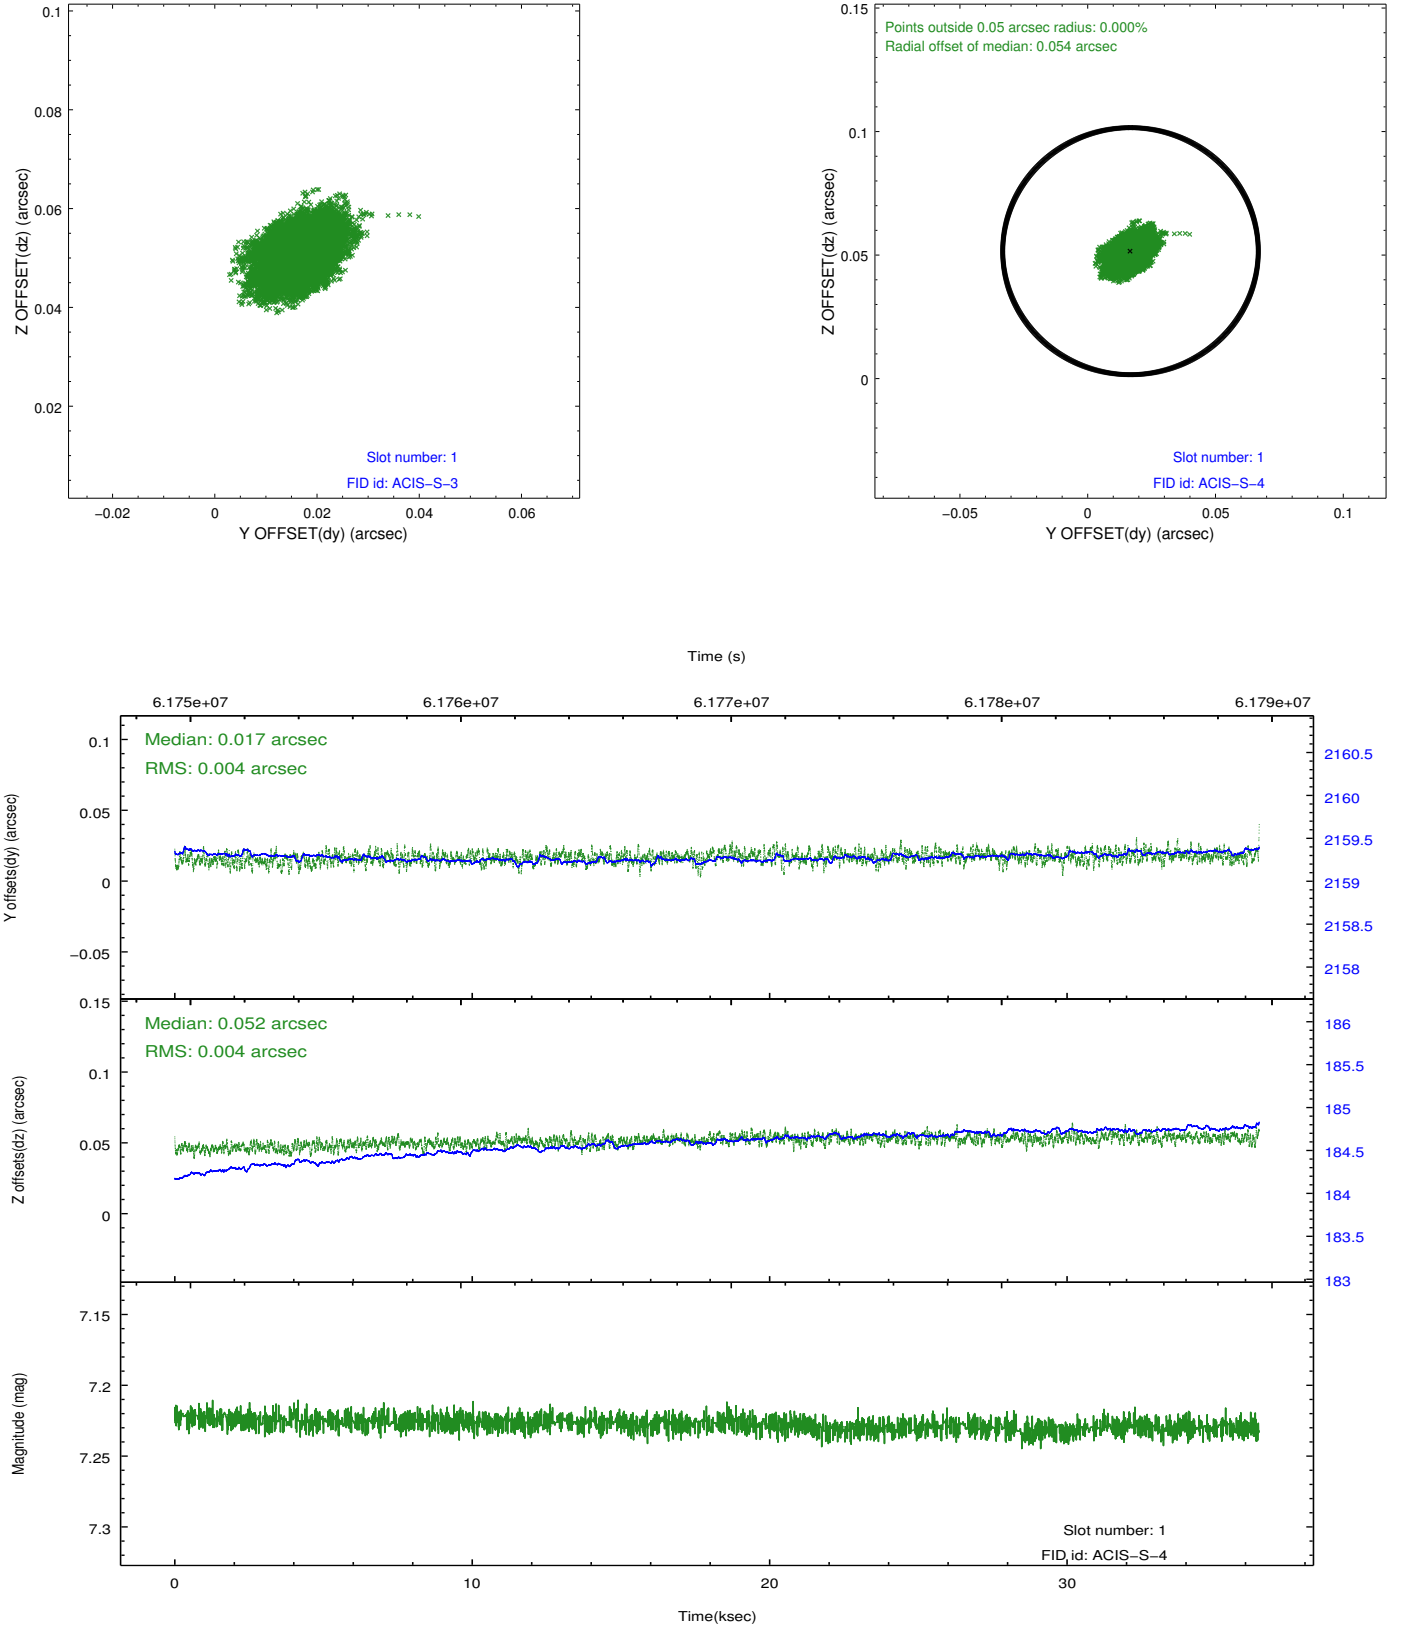 0.1
0.08
0.06
0.04
0.02
Z OFFSET(dz) (arcsec)
Slot number: 1
FID id: ACIS−S−3
−0.02
0
0.02
0.04
0.06
Y OFFSET(dy) (arcsec)
0.15
0.1
0.05
0
Z OFFSET(dz) (arcsec)
Points outside 0.05 arcsec radius: 0.000%
Radial offset of median: 0.054 arcsec
Slot number: 1
FID id: ACIS−S−4
−0.05
0
0.05
0.1
Y OFFSET(dy) (arcsec)
Time (s)
6.175e+07
6.176e+07
6.177e+07
6.178e+07
6.179e+07
Y offsets(dy) (arcsec)
0.1
0.05
0
−0.05
Median: 0.017 arcsec
RMS: 0.004 arcsec
2160.5
2160
2159.5
2159
2158.5
2158
Z offsets(dz) (arcsec)
0.15
0.1
0.05
0
Median: 0.052 arcsec
RMS: 0.004 arcsec
186
185.5
185
184.5
184
183.5
183
Magnitude (mag)
7.15
7.2
7.25
7.3
Slot number: 1
FID id: ACIS−S−4
0
10
20
30
Time(ksec)